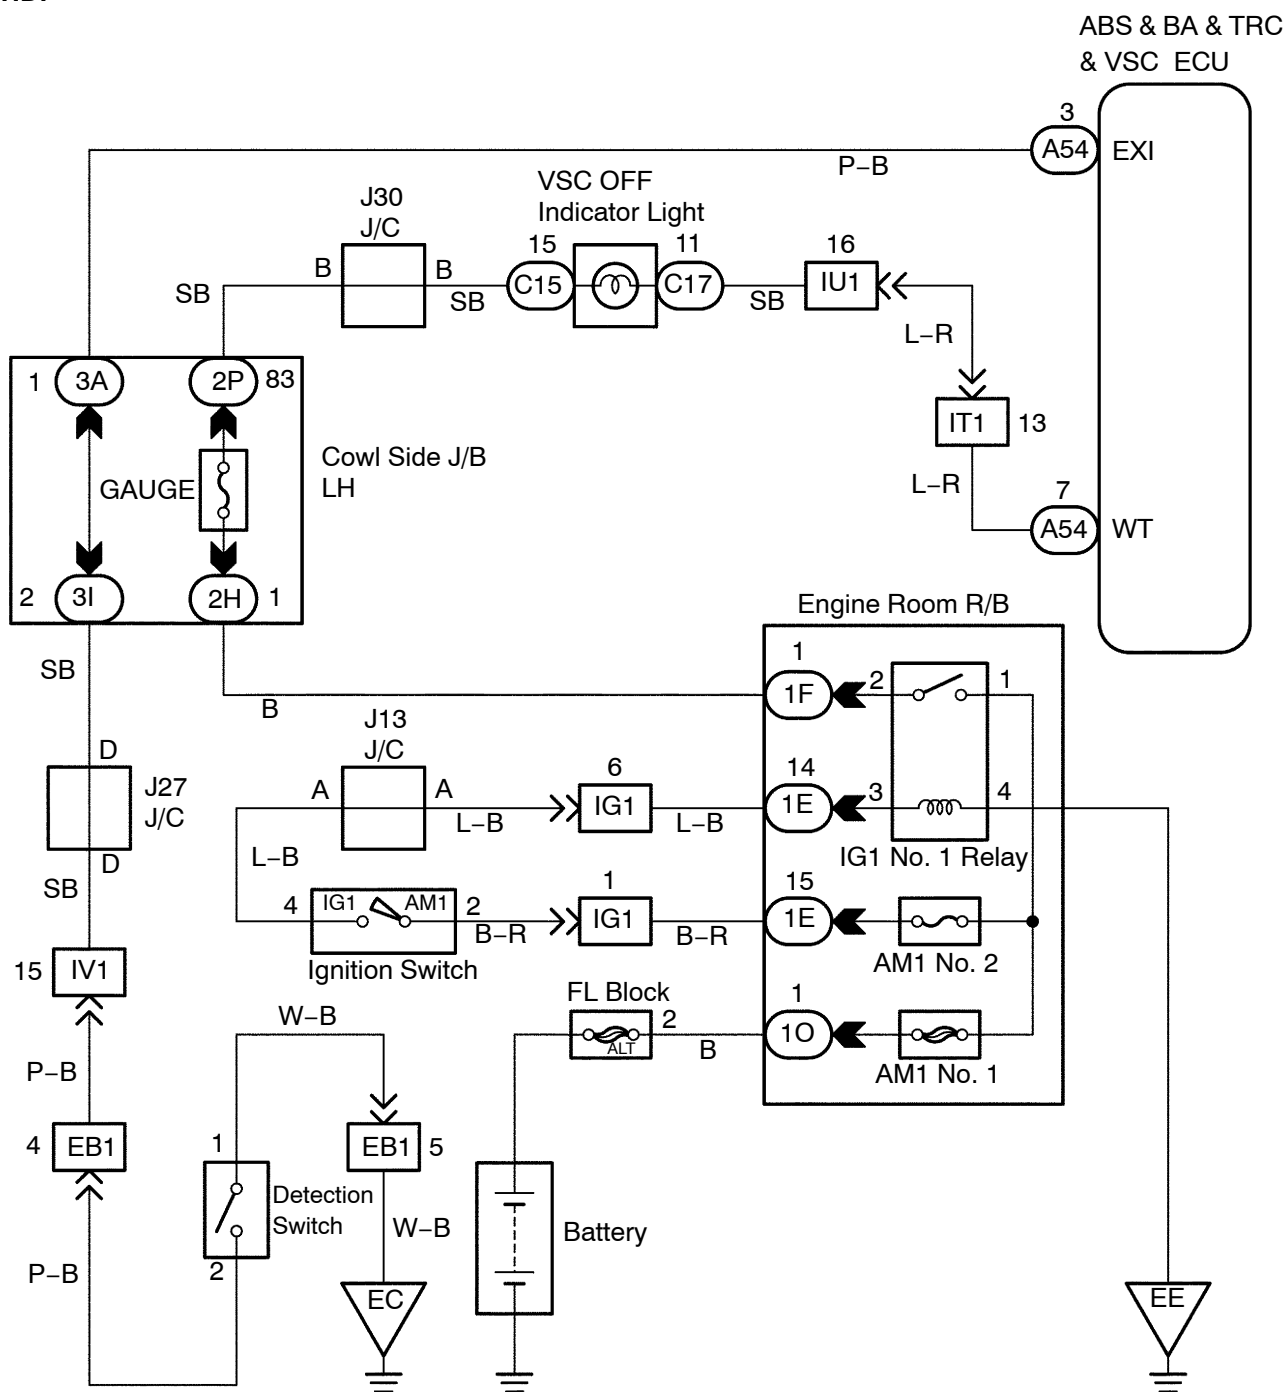 ABS & BA & TRC
& VSC ECU
3
A54
EXI
P–B
J30
J/C
VSC OFF
Indicator Light
15
11
16
B
B
C15
C17
IU1
SB
SB
SB
L–R
1
3A
2P
83
IT1
13
Cowl Side J/B
LH
GAUGE
L–R
7
A54
WT
2
3I
2H
1
Engine Room R/B
SB
1
1F
2
1
B
J13
J/C
D
J27
J/C
D
6
14
A
A
IG1
1E
3
4
L–B
L–B
L–B
IG1 No. 1 Relay
SB
1
15
4
IG1
AM1
2
IG1
1E
B–R
B–R
Ignition Switch
AM1 No. 2
15
IV1
FL Block
1
W–B
2
ALT
B
1O
AM1 No. 1
P–B
4
EB1
1
EB1
5
Detection
Switch
W–B
Battery
P–B
2
EC
EE